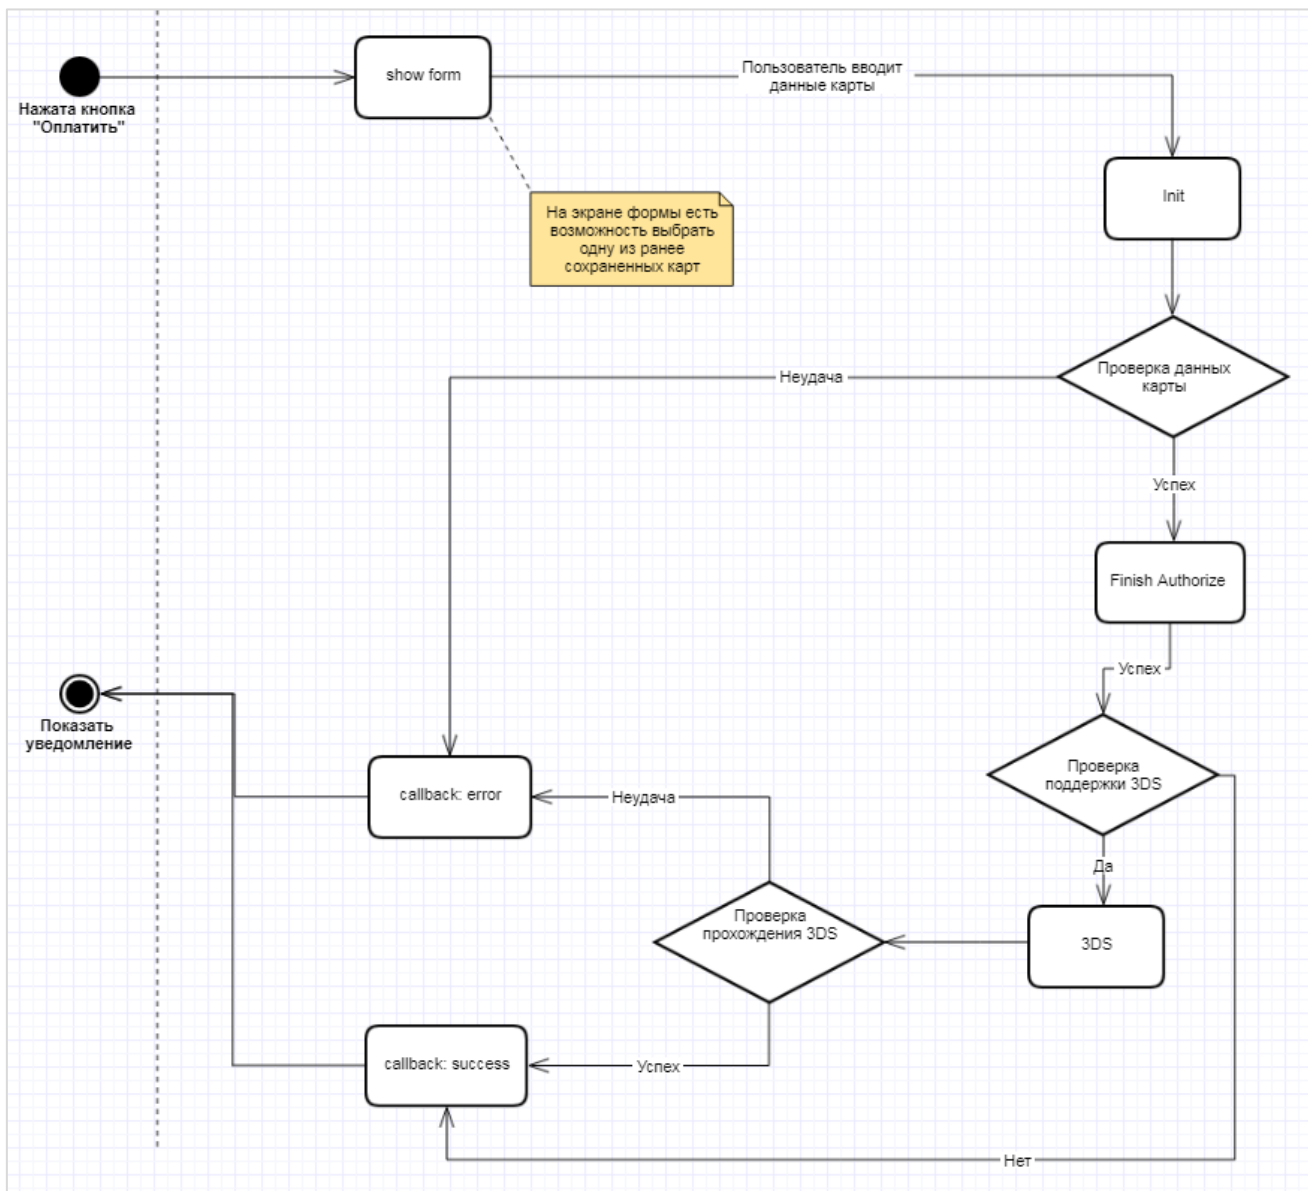 show form
Пользователь вводит
данные карты
Нажата кнопка
"Оплатить"
Init
На экране формы есть
возможность выбрать
одну из ранее
сохраненных карт
Неудача
Проверка данных
карты
Успех
Finish Authorize
Успех
Показать
уведомление
Проверка
поддержки 3DS
callback: error
Неудача
Да
Проверка
прохождения 3DS
3DS
callback: success
Успех
Нет